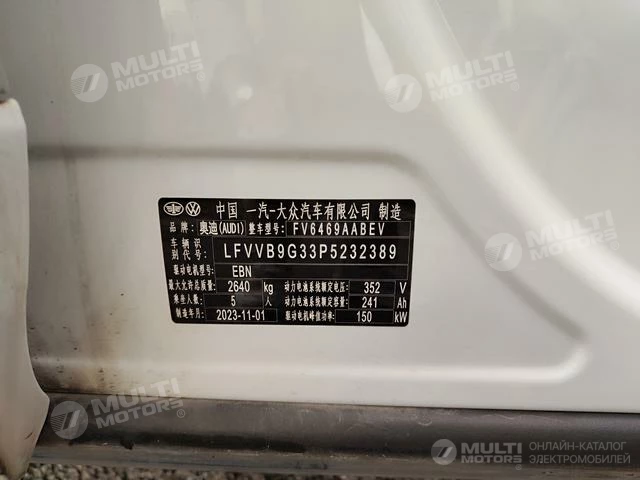 MULTI MOTORS
MULTI MOTORS
MULTI MOTORS
中国 一汽-大众汽车有限公司 制造
品牌: 奥迪(AUDI) 整车型号: FV6469AABEV
车辆识别代号: LFVVB9G33P5232389
驱动电机型号: EBN
最大允许总质量: 2640 kg 动力电池系统额定电压: 352 V
乘坐人数: 5 人 动力电池系统额定容量: 241 Ah
制造年月: 2023-11-01 驱动电机峰值功率: 150 kW
MULTI MOTORS
MULTI MOTORS
MULTI MOTORS
ОНЛАЙН-КАТАЛОГ
ЭЛЕКТРОМОБИЛЕЙ